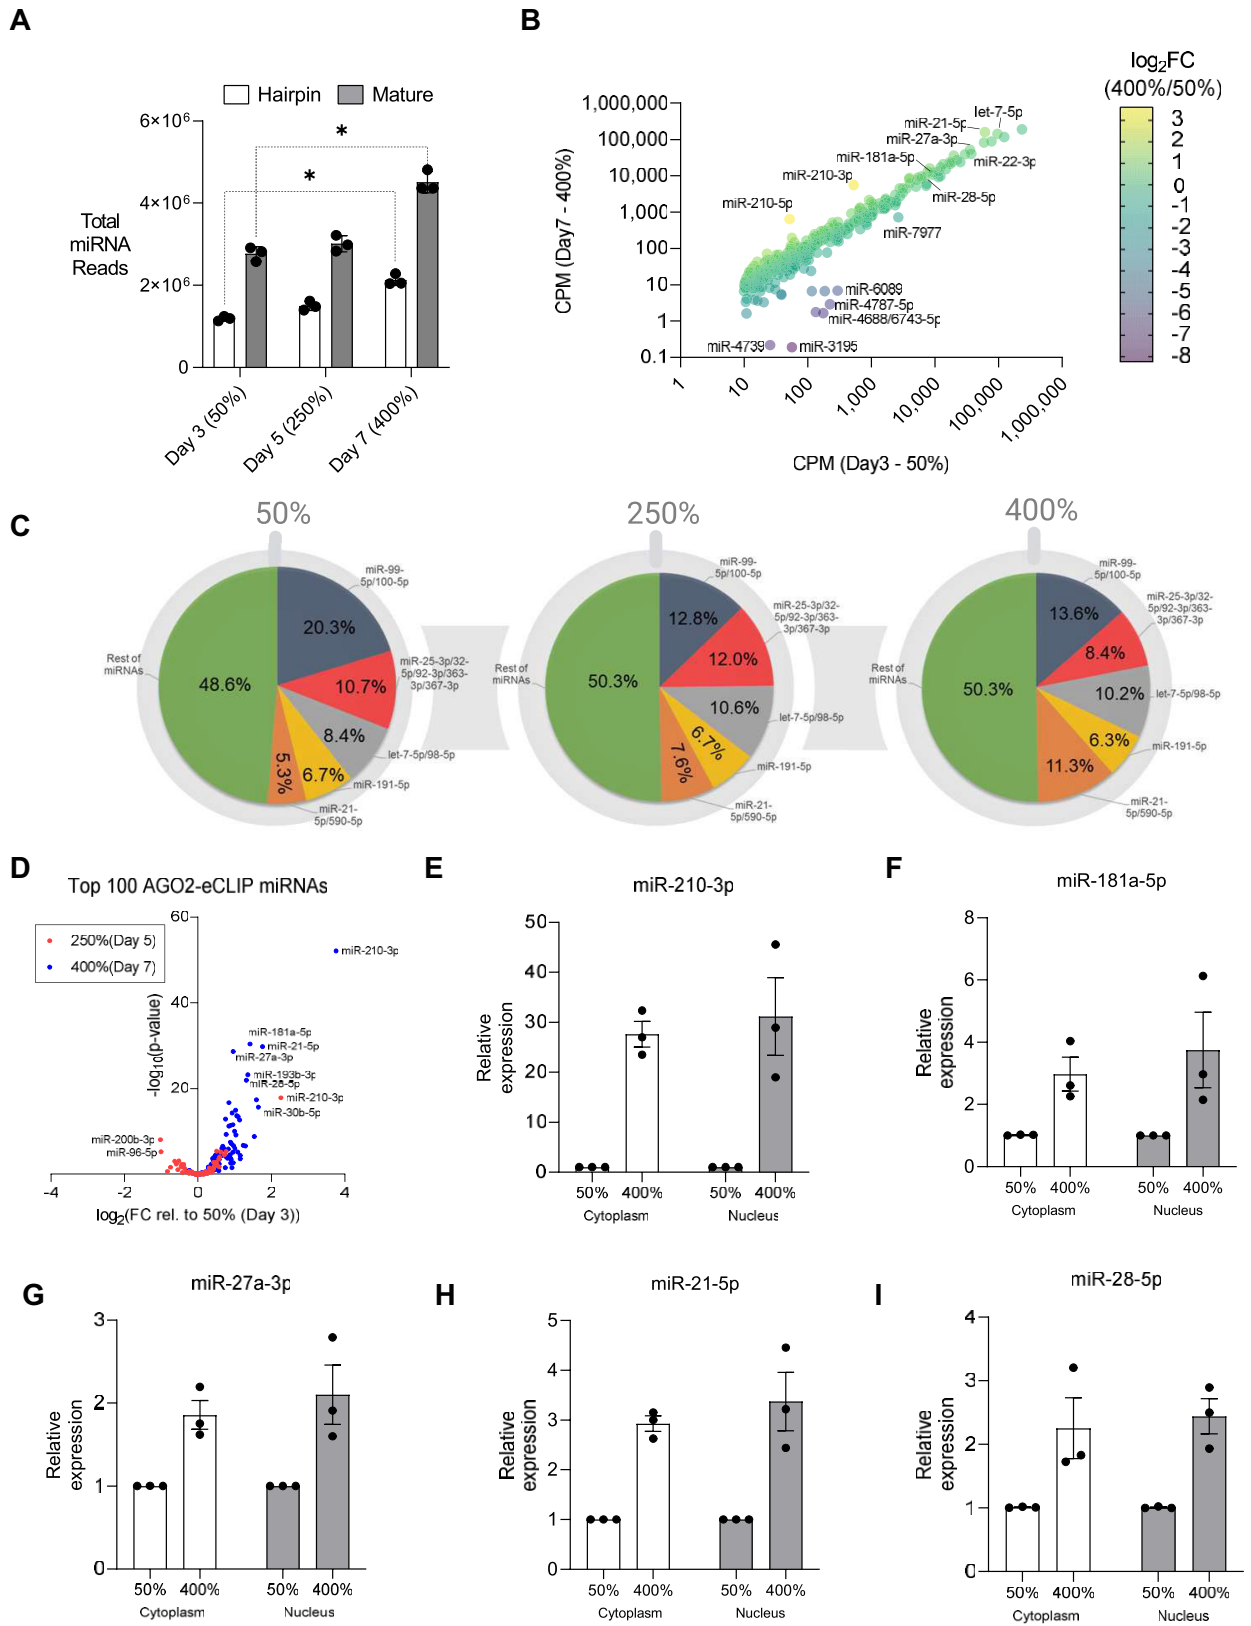 A
Hairpin
Mature
6×10⁶
4×10⁶
2×10⁶
0
*
*
Total
miRNA
Reads
Day 3 (50%)
Day 5 (250%)
Day 7 (400%)
B
CPM (Day7 - 400%)
1,000,000
100,000
10,000
1,000
100
10
1
0.1
miR-21-5p
let-7-5p
miR-27a-3p
miR-181a-5p
miR-22-3p
miR-210-3p
miR-28-5p
miR-210-5p
miR-7977
miR-6089
miR-4787-5p
miR-4688/6743-5p
miR-4739
miR-3195
1
10
100
1,000
10,000
100,000
1,000,000
CPM (Day3 - 50%)
log₂FC
(400%/50%)
3
2
1
0
-1
-2
-3
-4
-5
-6
-7
-8
C
50%
miR-99-
5p/100-5p
20.3%
miR-25-3p/32-
5p/92-3p/363-
3p/367-3p
10.7%
8.4%
let-7-5p/98-5p
6.7%
miR-191-5p
5.3%
miR-21-
5p/590-5p
48.6%
Rest of
miRNAs
250%
miR-99-
5p/100-5p
12.8%
miR-25-3p/32-
5p/92-3p/363-
3p/367-3p
12.0%
10.6%
let-7-5p/98-5p
6.7%
miR-191-5p
7.6%
miR-21-
5p/590-5p
50.3%
Rest of
miRNAs
400%
miR-99-
5p/100-5p
13.6%
miR-25-3p/32-
5p/92-3p/363-
3p/367-3p
8.4%
10.2%
let-7-5p/98-5p
6.3%
miR-191-5p
11.3%
miR-21-
5p/590-5p
50.3%
Rest of
miRNAs
D
Top 100 AGO2-eCLIP miRNAs
250%(Day 5)
400%(Day 7)
-log₁₀(p-value)
60
40
20
miR-210-3p
miR-181a-5p
miR-21-5p
miR-27a-3p
miR-193b-3p
miR-28-5p
miR-210-3p
miR-30b-5p
miR-200b-3p
miR-96-5p
-4
-2
0
2
4
log₂(FC rel. to 50% (Day 3))
E
miR-210-3p
Relative
expression
50
40
30
20
10
0
50%
400%
50%
400%
Cytoplasm
Nucleus
F
miR-181a-5p
Relative
expression
8
6
4
2
0
50%
400%
50%
400%
Cytoplasm
Nucleus
G
miR-27a-3p
Relative
expression
3
2
1
0
50%
400%
50%
400%
Cytoplasm
Nucleus
H
miR-21-5p
Relative
expression
5
4
3
2
1
0
50%
400%
50%
400%
Cytoplasm
Nucleus
I
miR-28-5p
Relative
expression
4
3
2
1
0
50%
400%
50%
400%
Cytoplasm
Nucleus